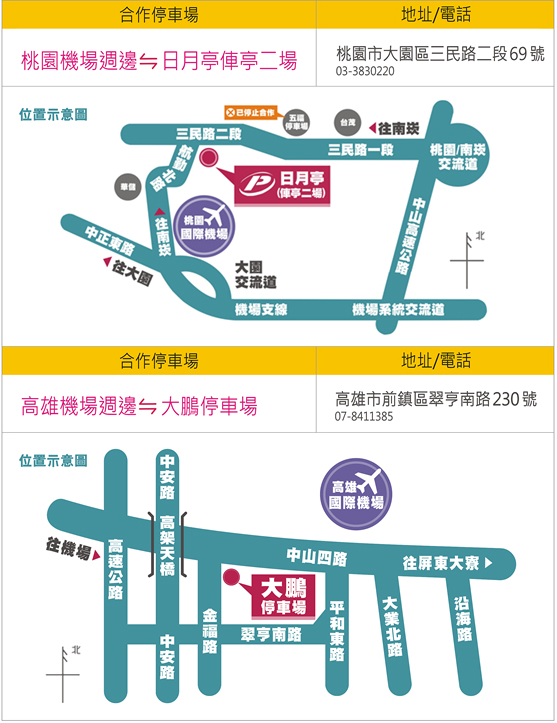 合作停車場
地址/電話
桃園機場週邊⇋日月亭俥亭二場
桃園市大園區三民路二段69號
03-3830220
位置示意圖
已停止合作
五福
停車場
台茂
往南崁
三民路二段
三民路一段
桃園/南崁
交流道
航勤北路
日月亭
(俥亭二場)
華儲
桃園
國際機場
往南崁
中山高速公路
北
中正東路
往大園
大園
交流道
機場支線
機場系統交流道
合作停車場
地址/電話
高雄機場週邊⇋大鵬停車場
高雄市前鎮區翠亨南路230號
07-8411385
位置示意圖
中安路
高雄
國際機場
高架天橋
往機場
高速公路
中山四路
往屏東大寮
大鵬
停車場
金福路
翠亨南路
平和東路
大業北路
沿海路
中安路
北